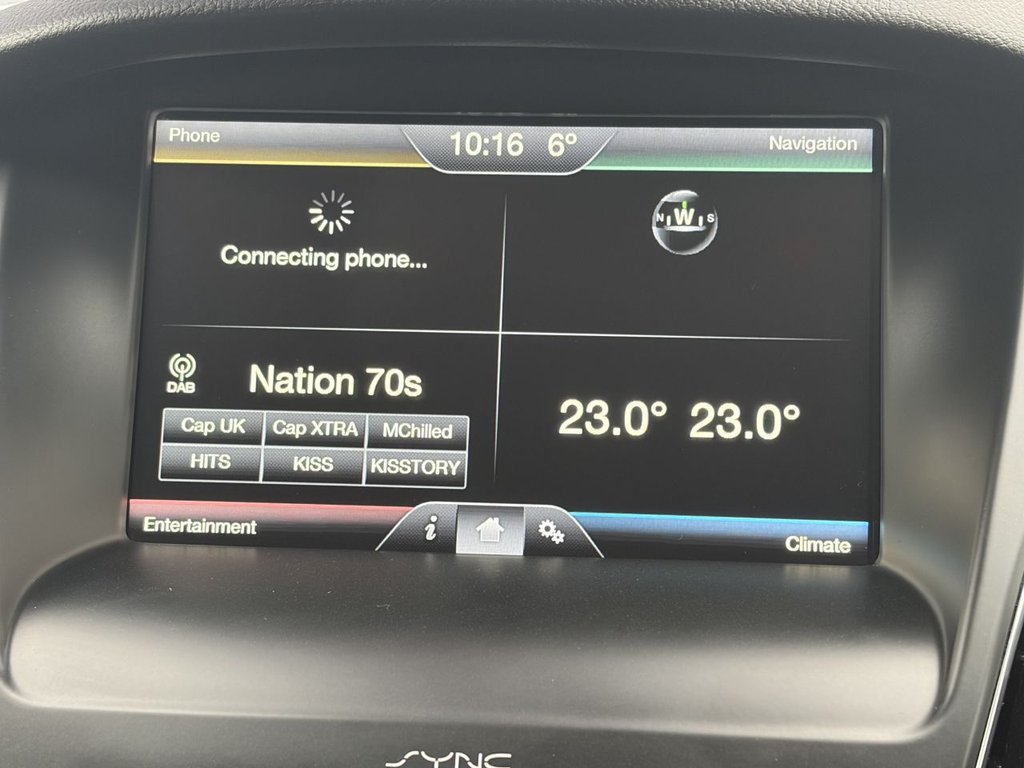 Phone
10:16 6°
Navigation
Connecting phone...
N W S
DAB
Nation 70s
Cap UK
Cap XTRA
MChilled
HITS
KISS
KISSTORY
23.0° 23.0°
Entertainment
i
Climate
SYNC